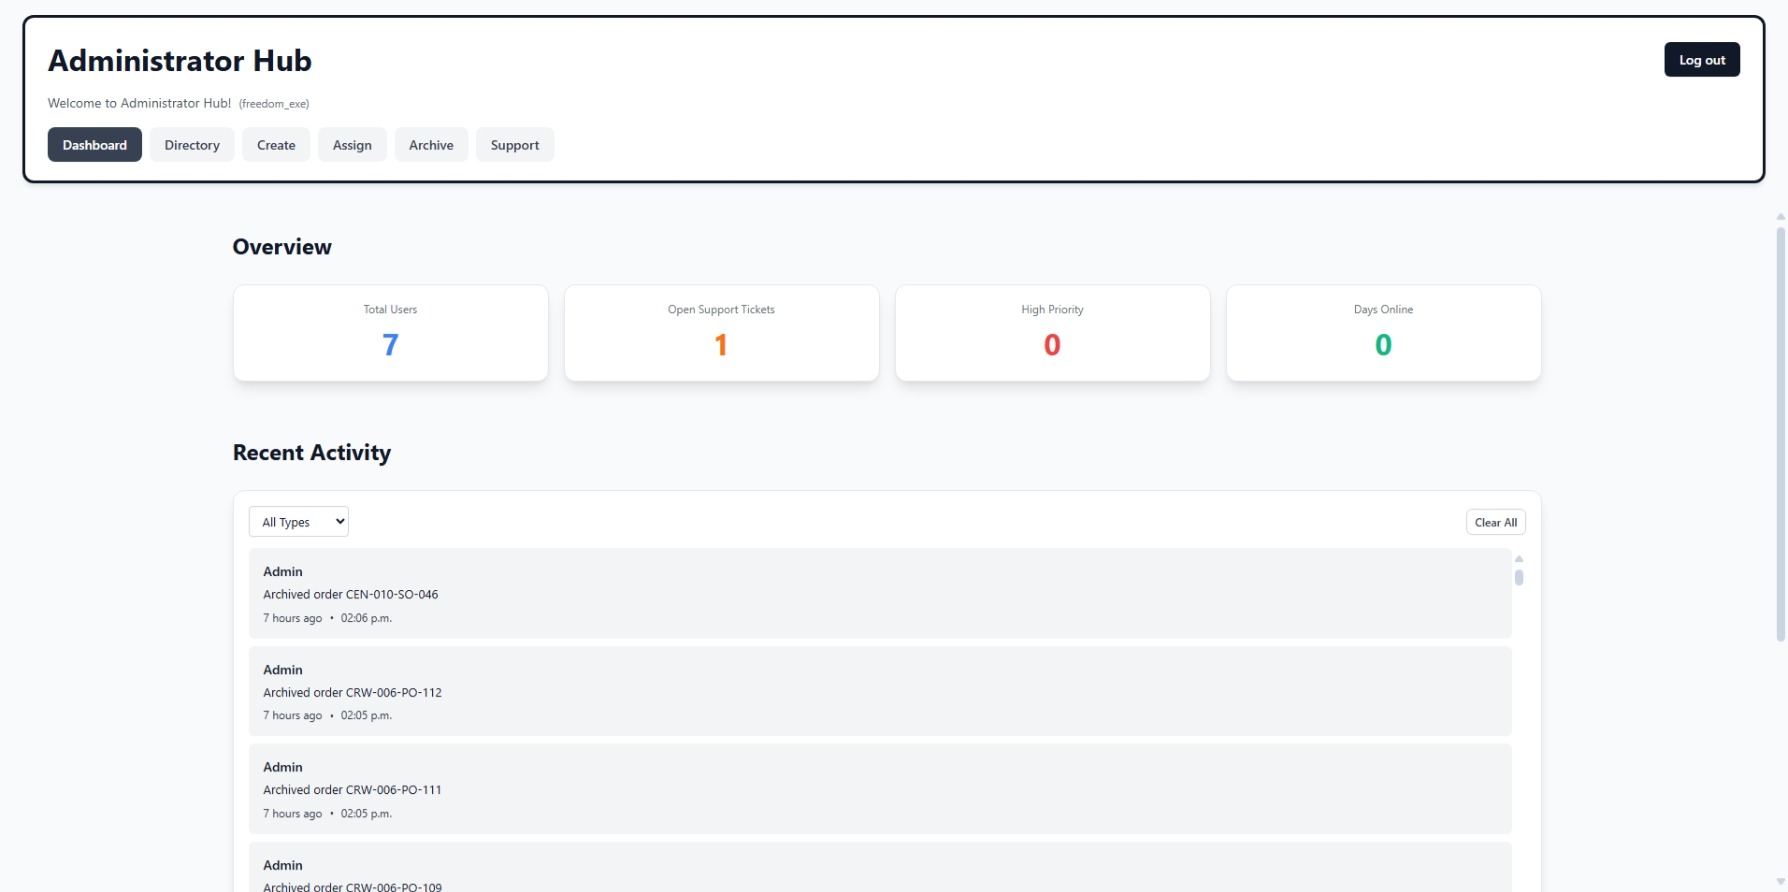 Administrator Hub
Log out
Welcome to Administrator Hub! (freedom_exe)
Dashboard Directory Create Assign Archive Support
Overview
Total Users Open Support Tickets High Priority Days Online
7 1 0 0
Recent Activity
All Types Clear All
Admin
Archived order CEN-010-SO-046
7 hours ago • 02:06 p.m.
Admin
Archived order CRW-006-PO-112
7 hours ago • 02:05 p.m.
Admin
Archived order CRW-006-PO-111
7 hours ago • 02:05 p.m.
Admin
Archived order CRW-006-PO-109